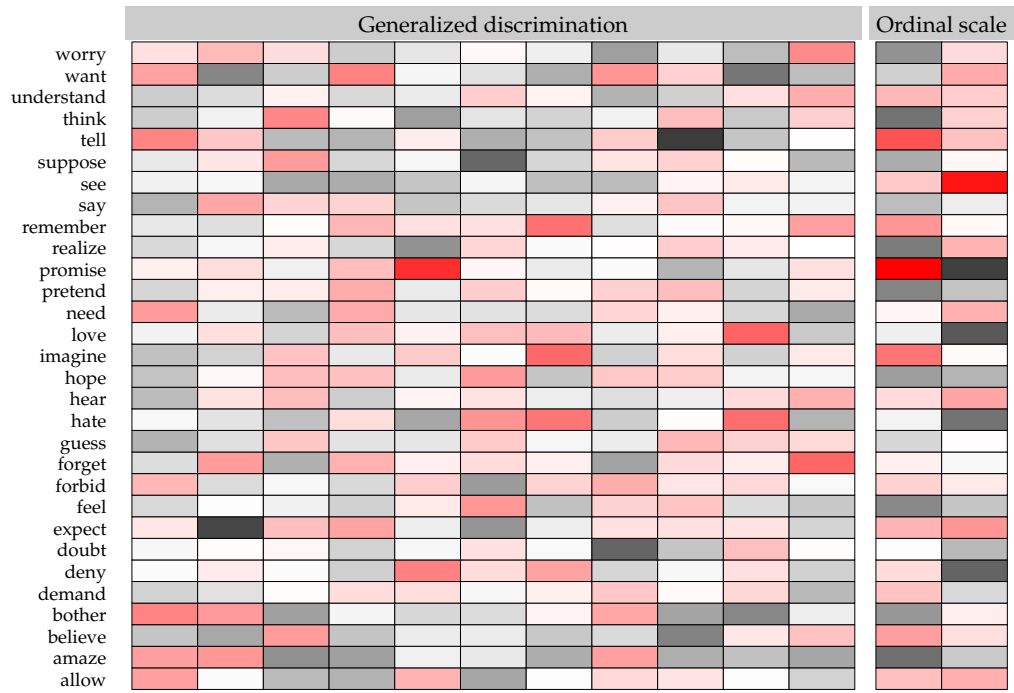 Generalized discrimination Ordinal scale
worry
want
understand
think
tell
suppose
see
say
remember
realize
promise
pretend
need
love
imagine
hope
hear
hate
guess
forget
forbid
feel
expect
doubt
deny
demand
bother
believe
amaze
allow